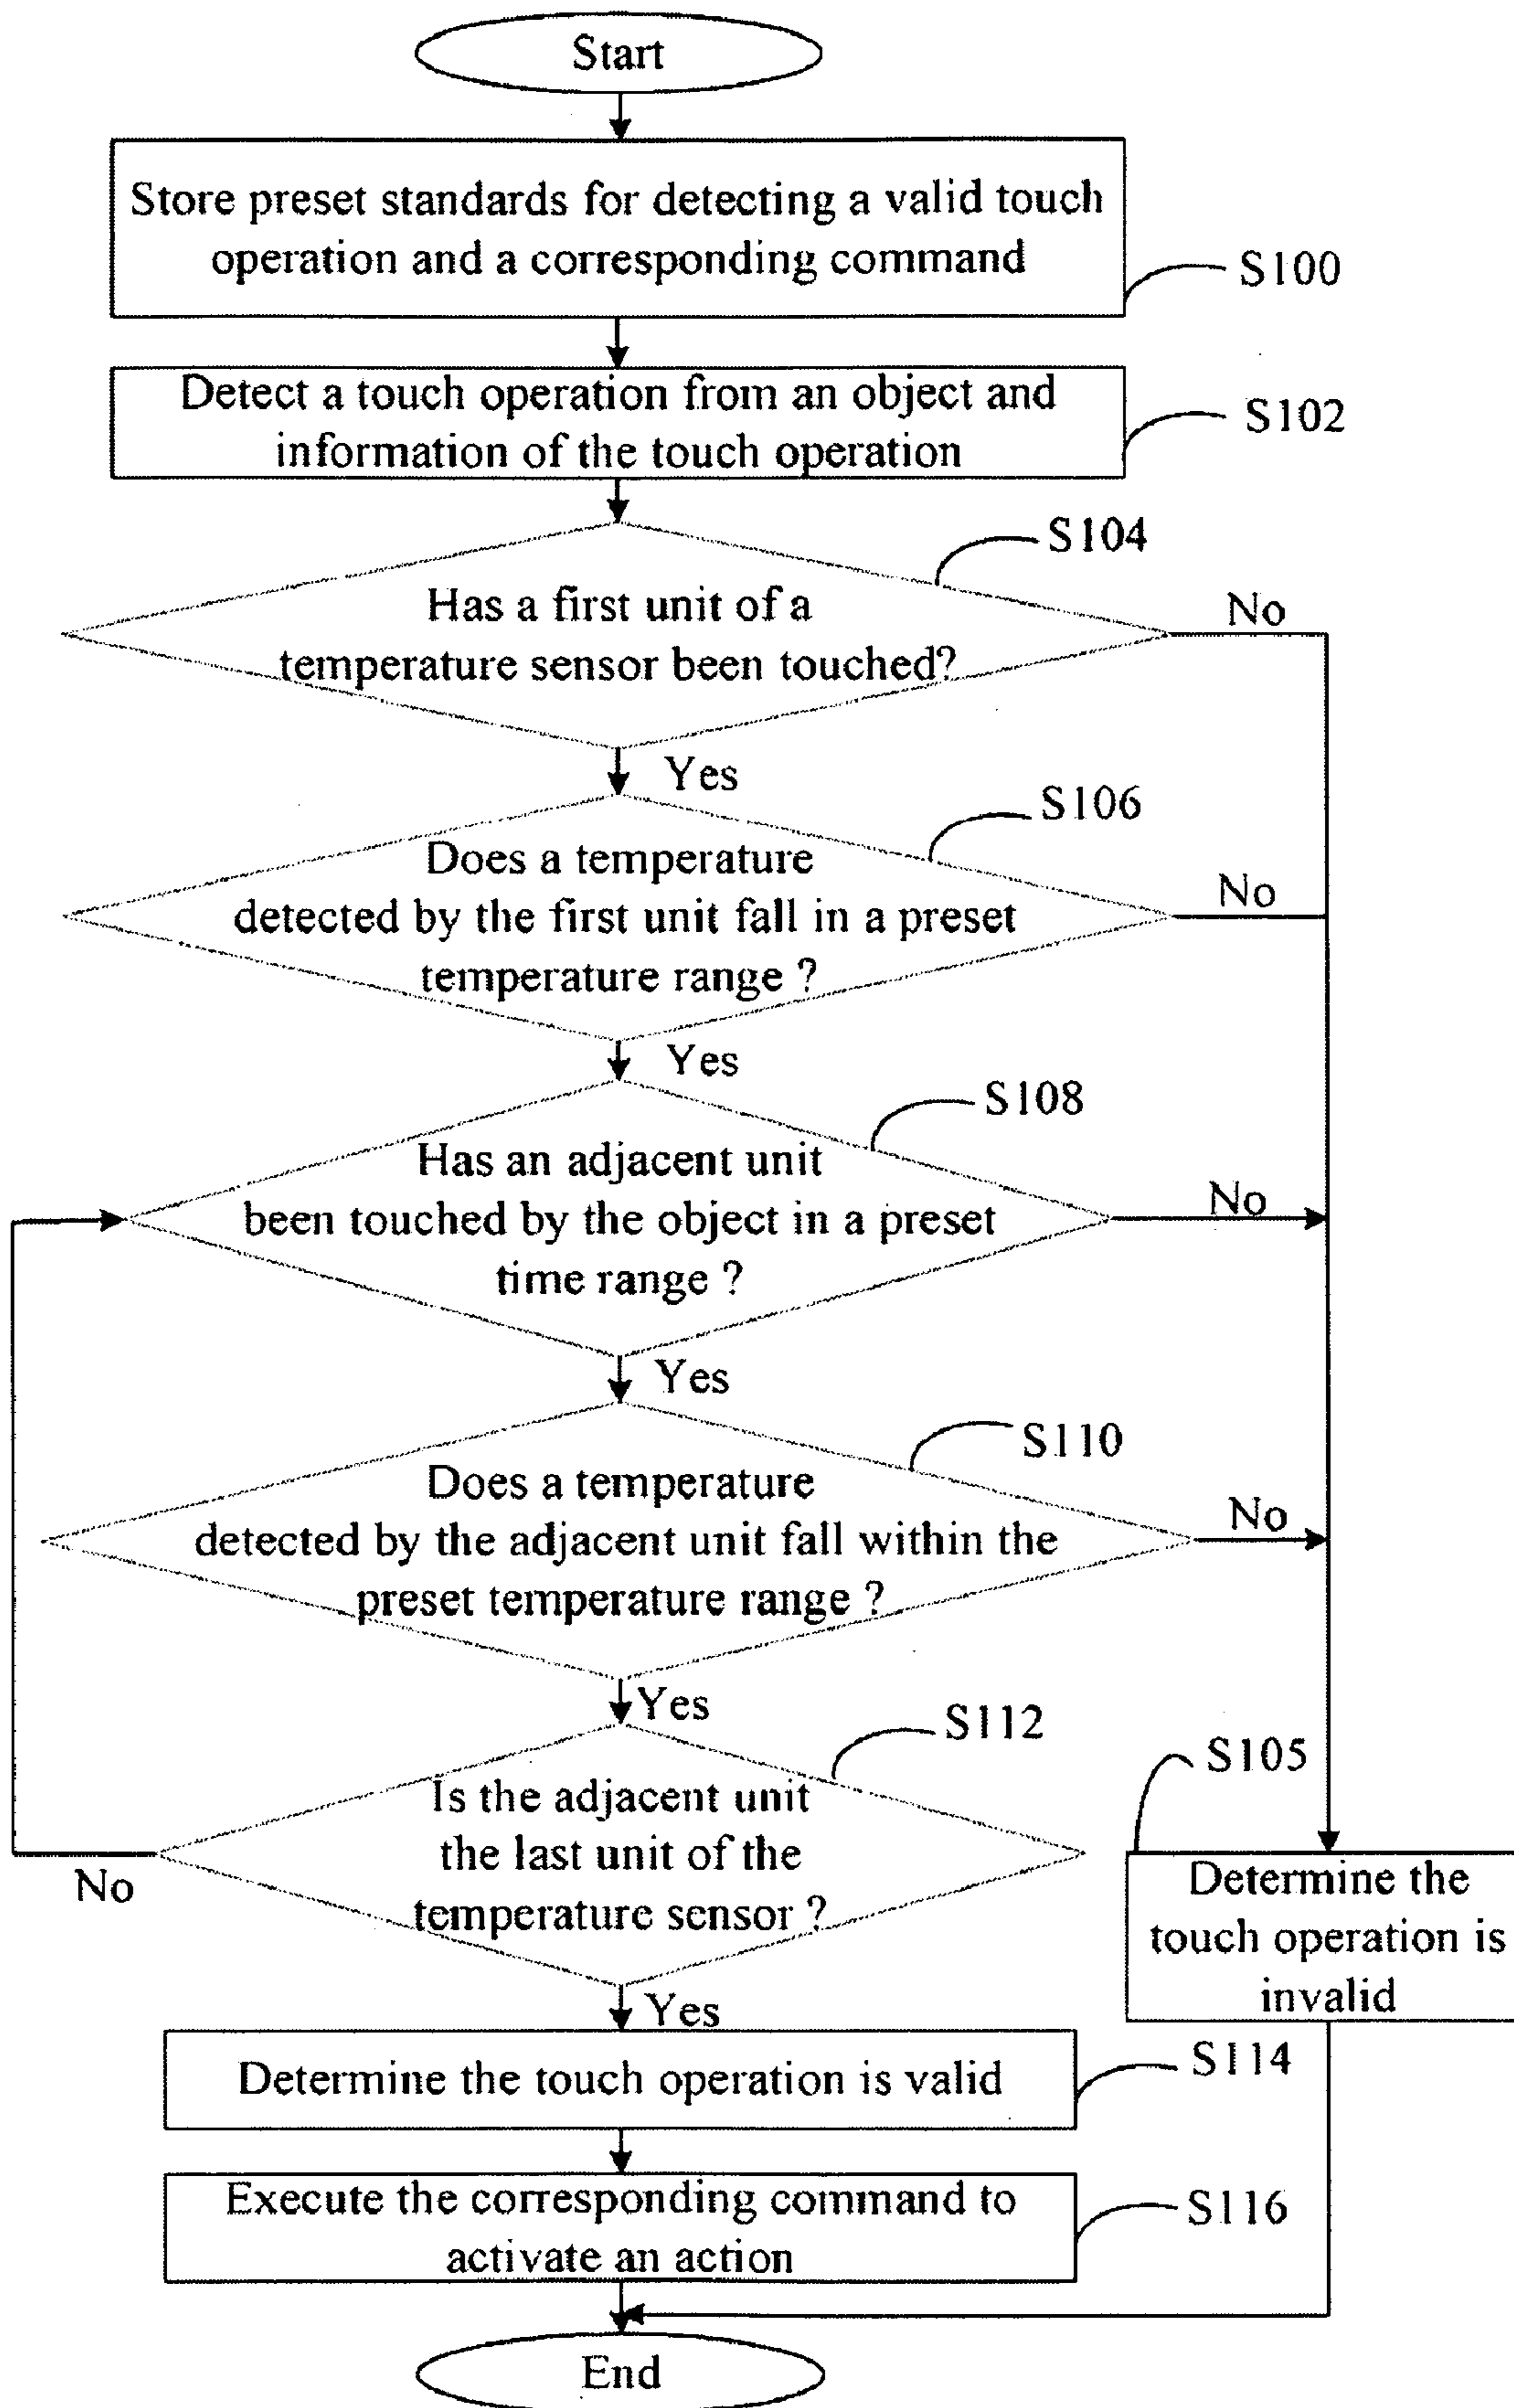 Start
Store preset standards for detecting a valid touch
operation and a corresponding command
S100
Detect a touch operation from an object and
information of the touch operation
S102
S104
Has a first unit of a
temperature sensor been touched?
No
Yes
S106
Does a temperature
detected by the first unit fall in a preset
temperature range ?
No
Yes
S108
Has an adjacent unit
been touched by the object in a preset
time range ?
No
Yes
S110
Does a temperature
detected by the adjacent unit fall within the
preset temperature range ?
No
Yes
S112
Is the adjacent unit
the last unit of the
temperature sensor ?
No
S105
Determine the
touch operation is
invalid
Yes
Determine the touch operation is valid
S114
Execute the corresponding command to
activate an action
S116
End